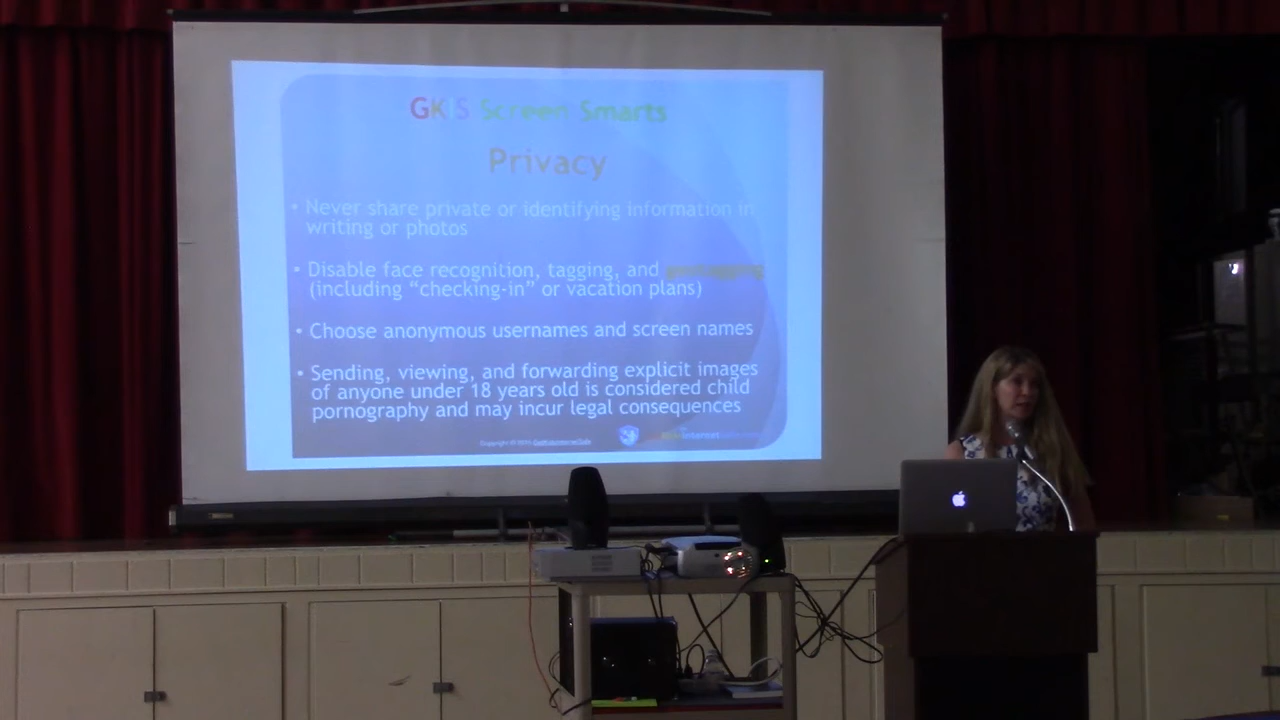 GKIS Screen Smarts
Privacy
• Never share private or identifying information in
writing or photos
• Disable face recognition, tagging, and geotagging
(including "checking-in" or vacation plans)
• Choose anonymous usernames and screen names
• Sending, viewing, and forwarding explicit images
of anyone under 18 years old is considered child
pornography and may incur legal consequences